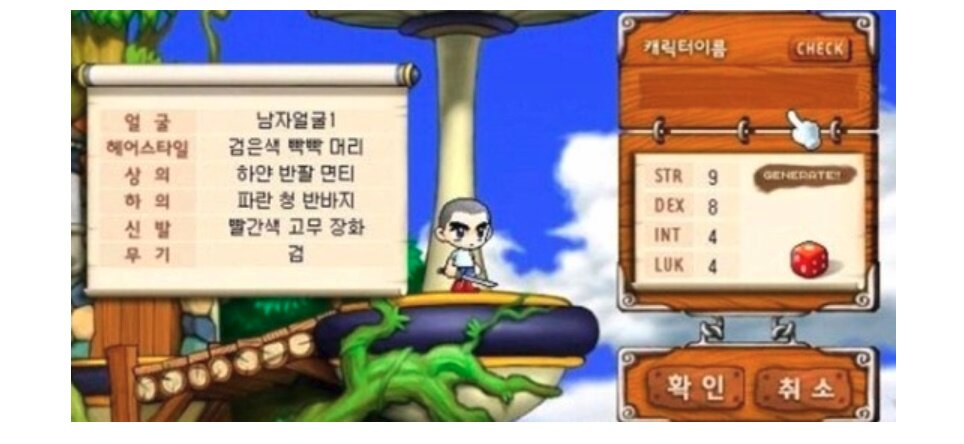 얼굴 남자얼굴1
헤어스타일 검은색 빡빡 머리
상의 하얀 반팔 면티
하의 파란 청 반바지
신발 빨간색 고무 장화
무기 검
캐릭터이름 CHECK
STR 9 GENERATE!!
DEX 8
INT 4
LUK 4
확인 취소